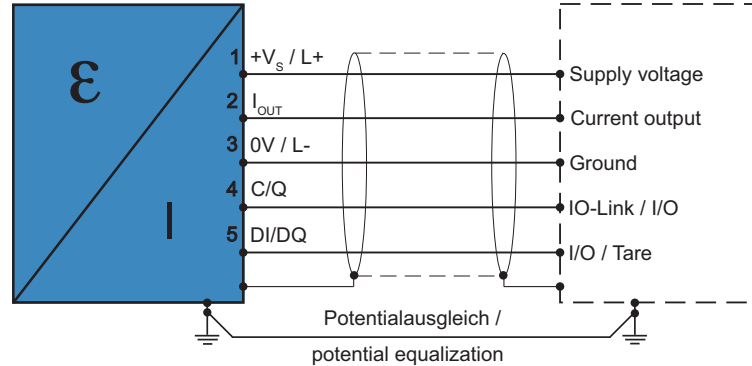 ε
I
1 +VS / L+
Supply voltage
2 IOUT
Current output
3 0V / L-
Ground
4 C/Q
IO-Link / I/O
5 DI/DQ
I/O / Tare
Potentialausgleich /
potential equalization